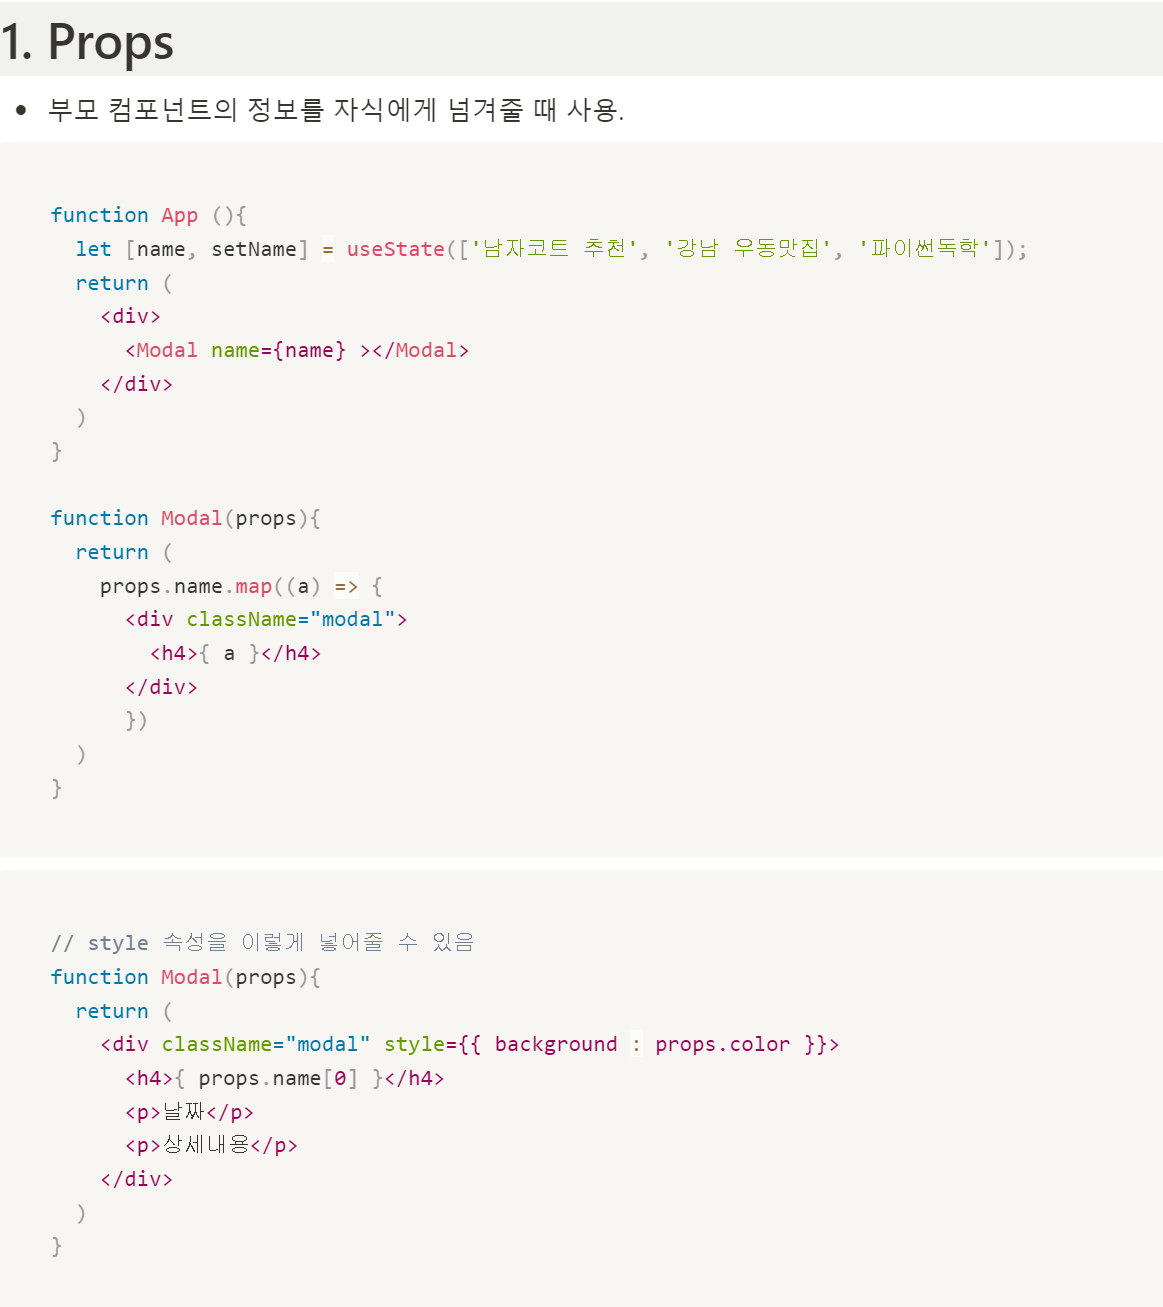 1. Props
• 부모 컴포넌트의 정보를 자식에게 넘겨줄 때 사용.
function App (){
  let [name, setName] = useState(['남자코트 추천', '강남 우동맛집', '파이썬독학']);
  return (
    <div>
      <Modal name={name} ></Modal>
    </div>
  )
}

function Modal(props){
  return (
    props.name.map((a) => {
      <div className="modal">
        <h4>{ a }</h4>
      </div>
      })
  )
}

// style 속성을 이렇게 넣어줄 수 있음
function Modal(props){
  return (
    <div className="modal" style={{ background : props.color }}>
      <h4>{ props.name[0] }</h4>
      <p>날짜</p>
      <p>상세내용</p>
    </div>
  )
}